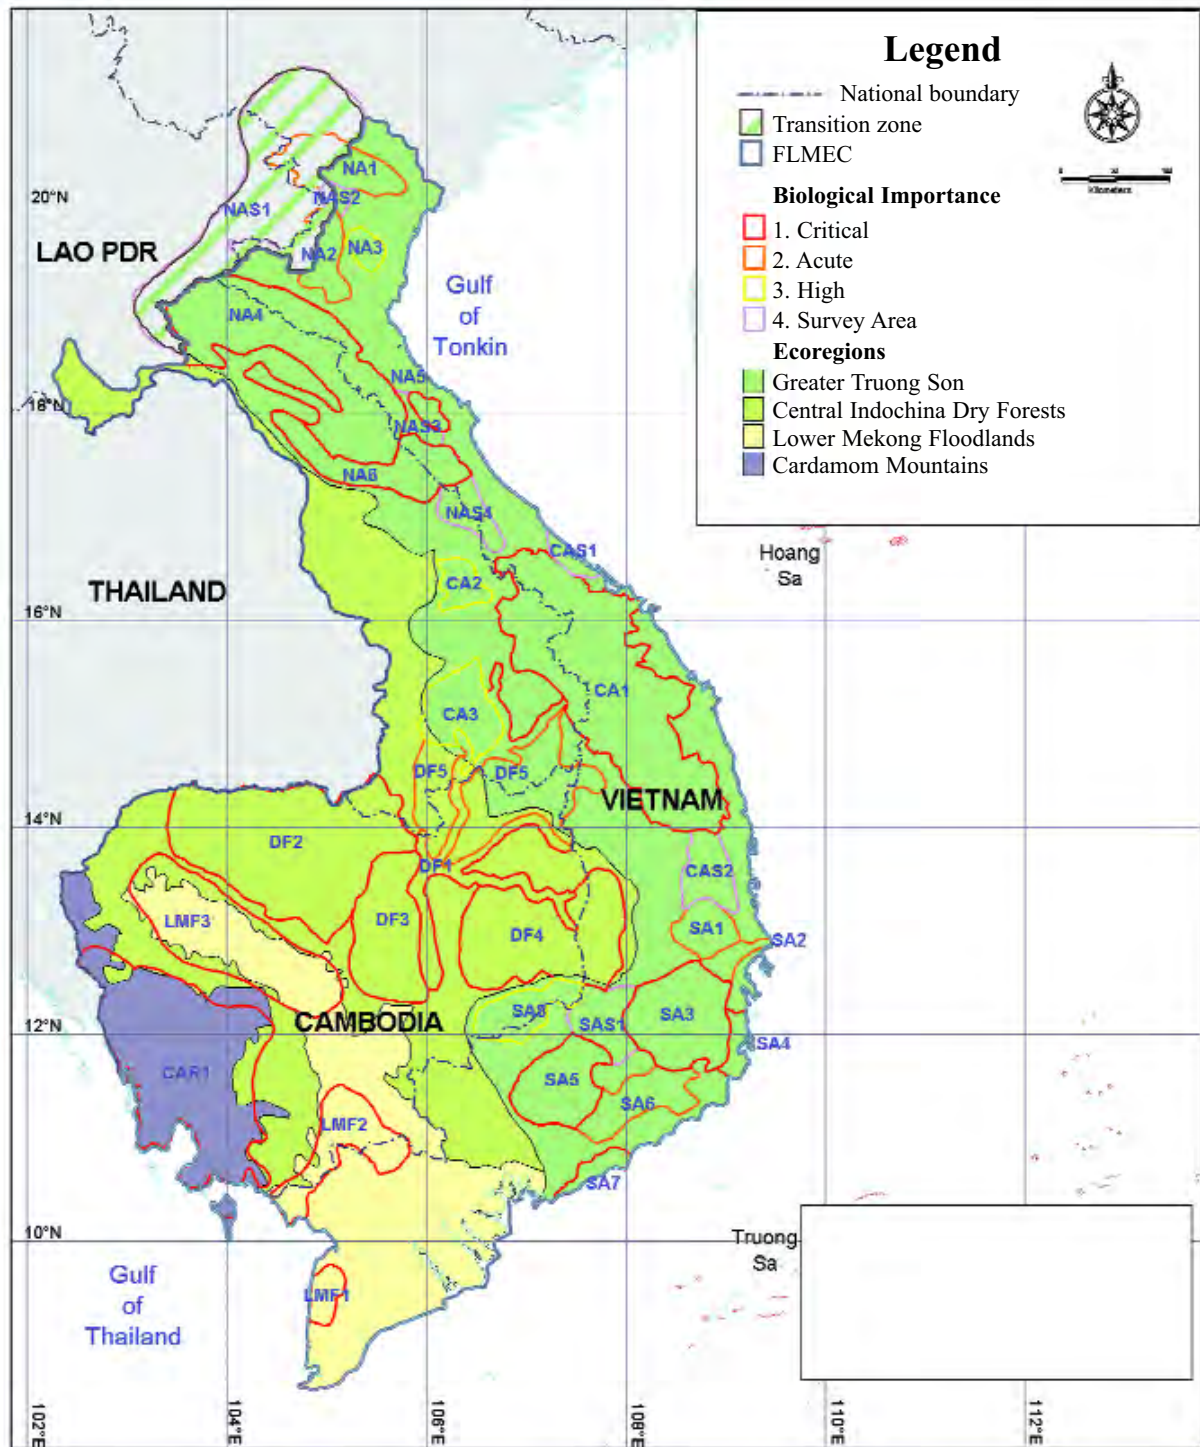 Legend
National boundary
Transition zone
FLMEC
Kilometers
Biological Importance
1. Critical
2. Acute
3. High
4. Survey Area
Ecoregions
Greater Truong Son
Central Indochina Dry Forests
Lower Mekong Floodlands
Cardamom Mountains
NA1
20°N
NAS2
NAS1
LAO PDR
NA2
NA3
Gulf
of
Tonkin
NA4
NA5
18°N
NAS3
NA6
NAS4
CAS1
Hoang
Sa
THAILAND
CA2
16°N
CA1
CA3
DF5
DF5
VIETNAM
14°N
DF2
DF1
CAS2
LMF3
DF3
DF4
SA1
SA2
CAMBODIA
SA8
SAS1
SA3
12°N
SA4
CAR1
SA5
SA6
LMF2
SA7
10°N
Truong
Sa
Gulf
of
Thailand
LMF1
102°E
104°E
106°E
108°E
110°E
112°E